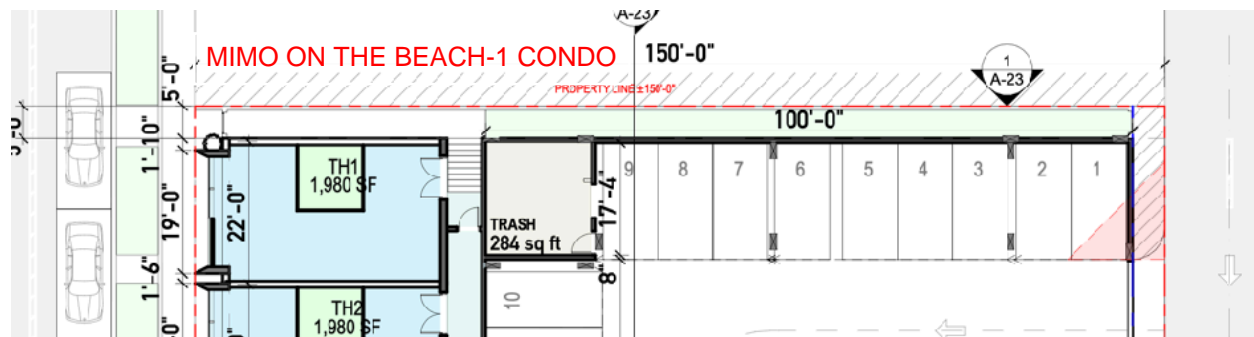 A-23
MIMO ON THE BEACH-1 CONDO
150'-0"
1
A-23
5'-0"
PROPERTY LINE ±150'-0"
100'-0"
1'-10"
TH1
1,980 SF
9 8 7 6 5 4 3 2 1
19'-0"
22'-0"
17'-4"
TRASH
284 sq ft
1'-6"
8"
10
TH2
1,980 SF